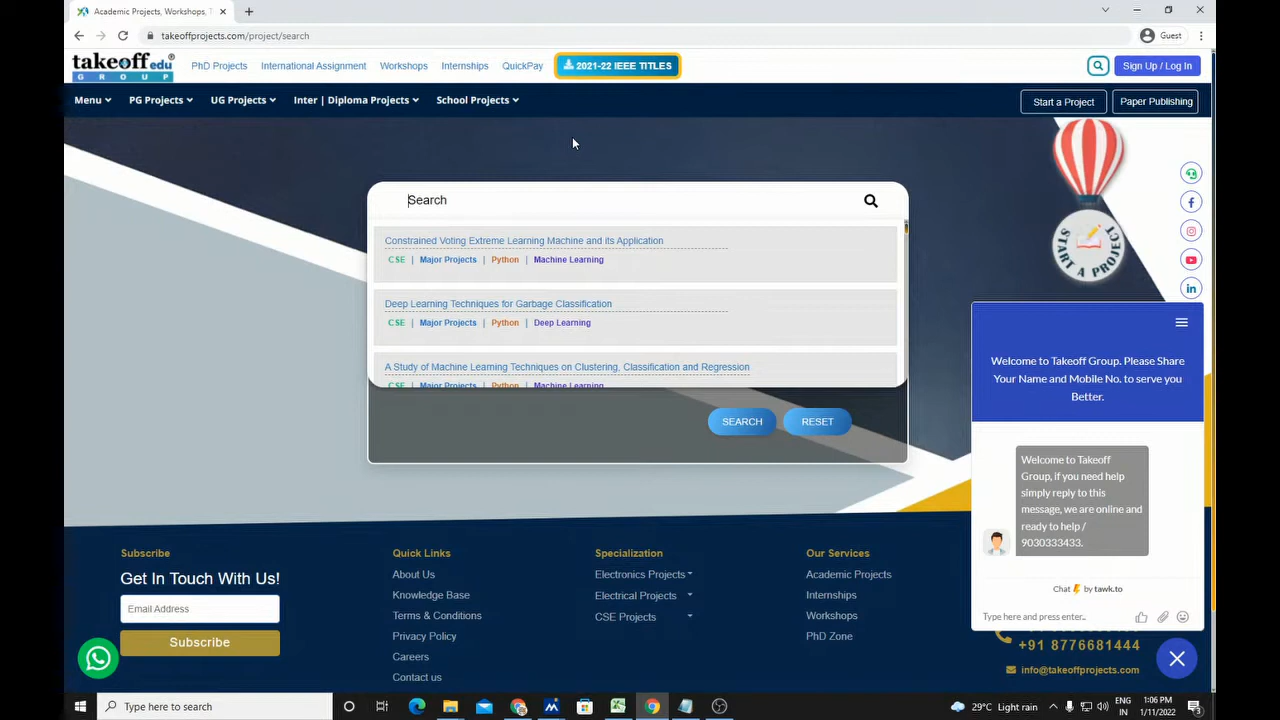 Academic Projects, Workshops, T
takeoffprojects.com/project/search
Guest
takeoff edu
GROUP
PhD Projects
International Assignment
Workshops
Internships
QuickPay
2021-22 IEEE TITLES
Sign Up / Log In
Menu
PG Projects
UG Projects
Inter | Diploma Projects
School Projects
Start a Project
Paper Publishing
START A PROJECT
Search
Constrained Voting Extreme Learning Machine and its Application
CSE | Major Projects | Python | Machine Learning
Deep Learning Techniques for Garbage Classification
CSE | Major Projects | Python | Deep Learning
A Study of Machine Learning Techniques on Clustering, Classification and Regression
CSE | Major Projects | Python | Machine Learning
SEARCH
RESET
Welcome to Takeoff Group. Please Share
Your Name and Mobile No. to serve you
Better.
Welcome to Takeoff
Group, if you need help
simply reply to this
message, we are online and
ready to help /
9030333433.
Chat by tawk.to
Type here and press enter..
Subscribe
Get In Touch With Us!
Email Address
Subscribe
Quick Links
About Us
Knowledge Base
Terms & Conditions
Privacy Policy
Careers
Contact us
Specialization
Electronics Projects
Electrical Projects
CSE Projects
Our Services
Academic Projects
Internships
Workshops
PhD Zone
+91 8776681444
info@takeoffprojects.com
Type here to search
29°C Light rain
ENG
IN
1:06 PM
1/11/2022
3